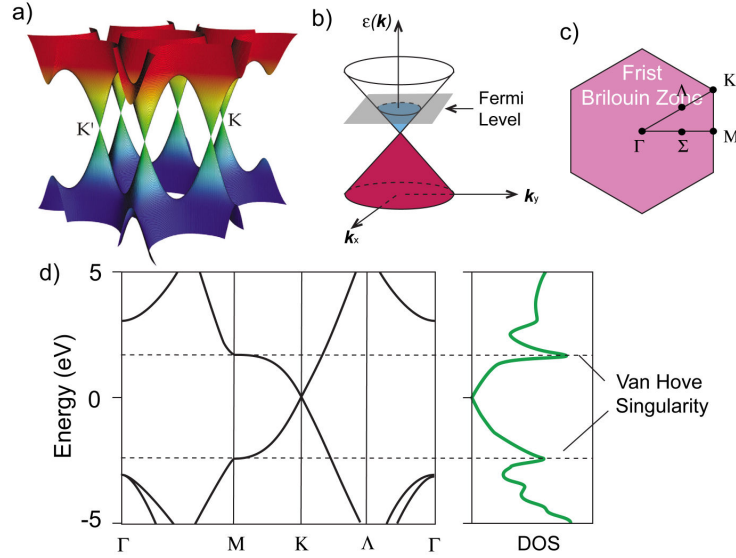 a)
K'
K
b)
ε(k)
Fermi
Level
ky
kx
c)
Frist
Brilouin Zone
Λ
K
Γ
Σ
M
d)
Energy (eV)
5
0
-5
Γ
M
K
Λ
Γ
DOS
Van Hove
Singularity